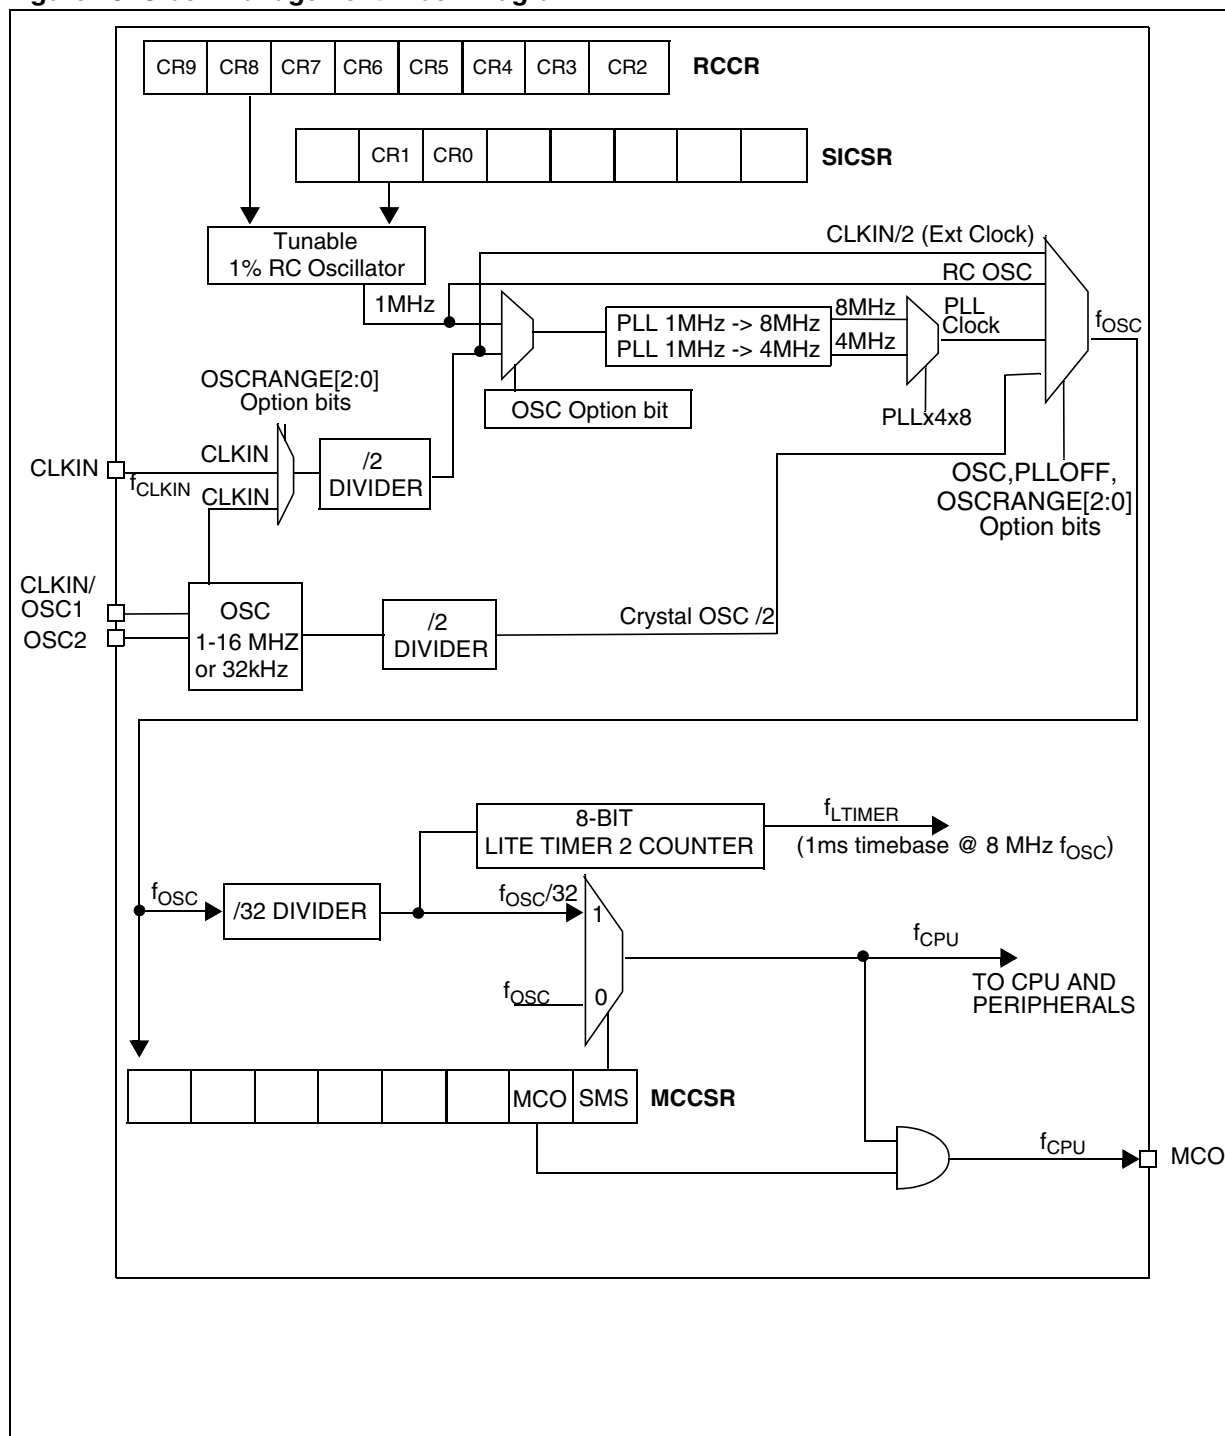 CR9 CR8 CR7 CR6 CR5 CR4 CR3 CR2 RCCR
CR1 CR0 SICSR
Tunable
1% RC Oscillator
CLKIN/2 (Ext Clock)
RC OSC
1MHz
PLL 1MHz -> 8MHz
PLL 1MHz -> 4MHz
8MHz
4MHz
PLL
Clock
fOSC
OSCRANGE[2:0]
Option bits
OSC Option bit
PLLx4x8
CLKIN
fCLKIN
CLKIN
CLKIN
/2
DIVIDER
OSC,PLLOFF,
OSCRANGE[2:0]
Option bits
CLKIN/
OSC1
OSC2
OSC
1-16 MHZ
or 32kHz
/2
DIVIDER
Crystal OSC /2
8-BIT
LITE TIMER 2 COUNTER
fLTIMER
(1ms timebase @ 8 MHz fOSC)
fOSC
/32 DIVIDER
fOSC/32
1
fOSC
0
fCPU
TO CPU AND
PERIPHERALS
MCO SMS MCCSR
fCPU
MCO